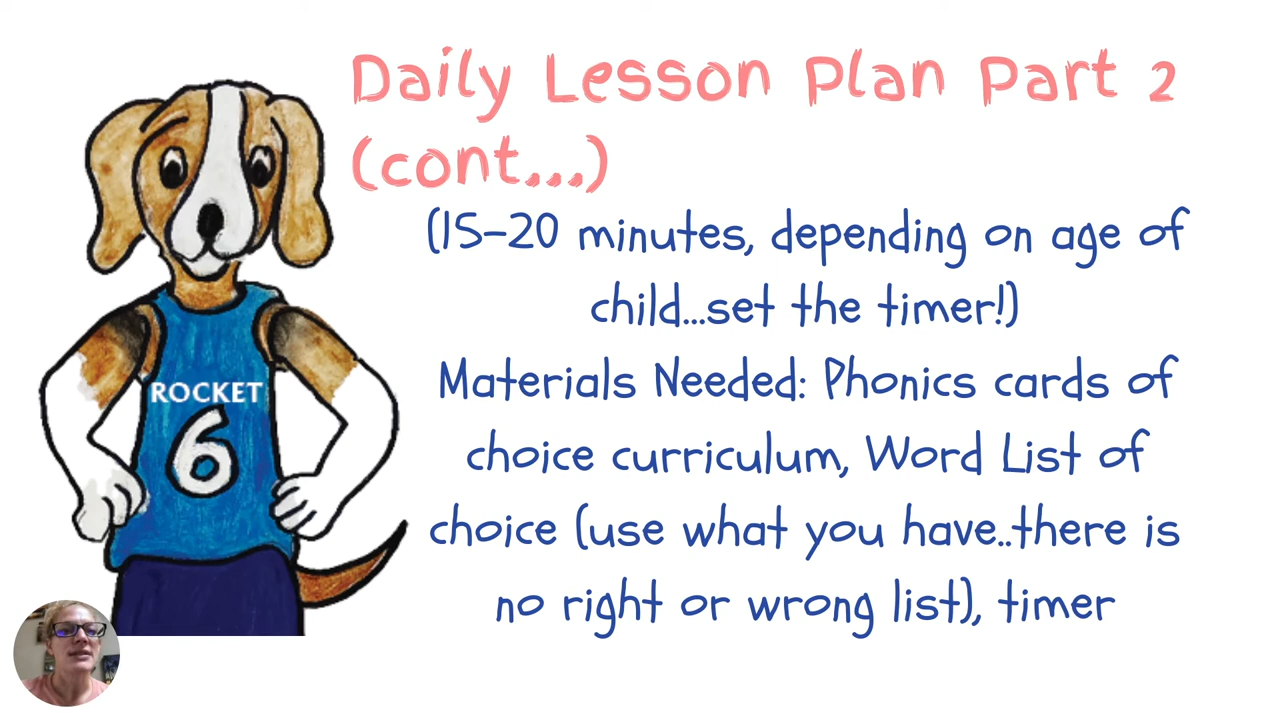 Daily Lesson Plan Part 2
(cont...)
(15-20 minutes, depending on age of
child...set the timer!)
Materials Needed: Phonics cards of
choice curriculum, Word List of
choice (use what you have..there is
no right or wrong list), timer
ROCKET
6